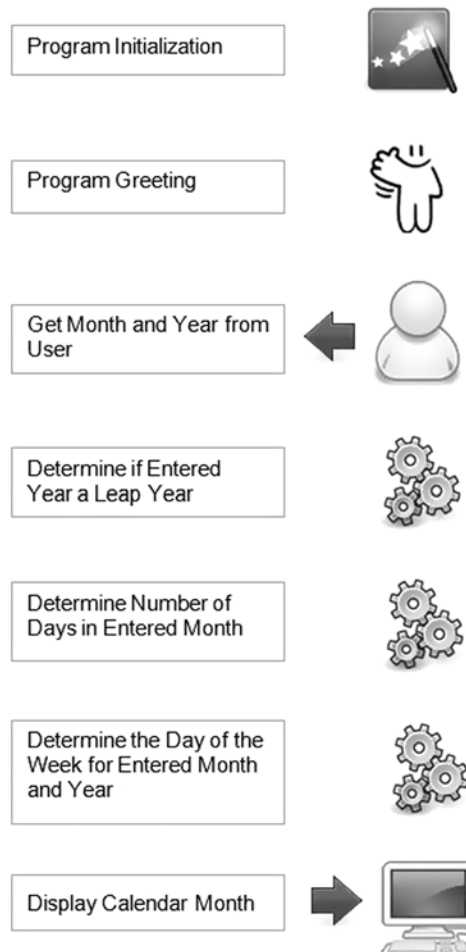 Program Initialization
Program Greeting
Get Month and Year from
User
Determine if Entered
Year a Leap Year
Determine Number of
Days in Entered Month
Determine the Day of the
Week for Entered Month
and Year
Display Calendar Month